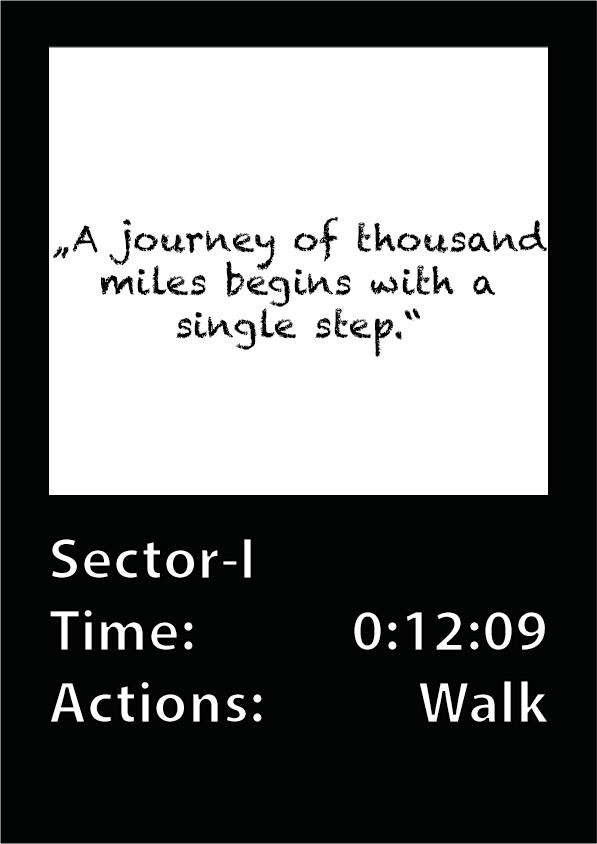 „A journey of thousand
miles begins with a
single step.“
Sector-I
Time: 0:12:09
Actions: Walk